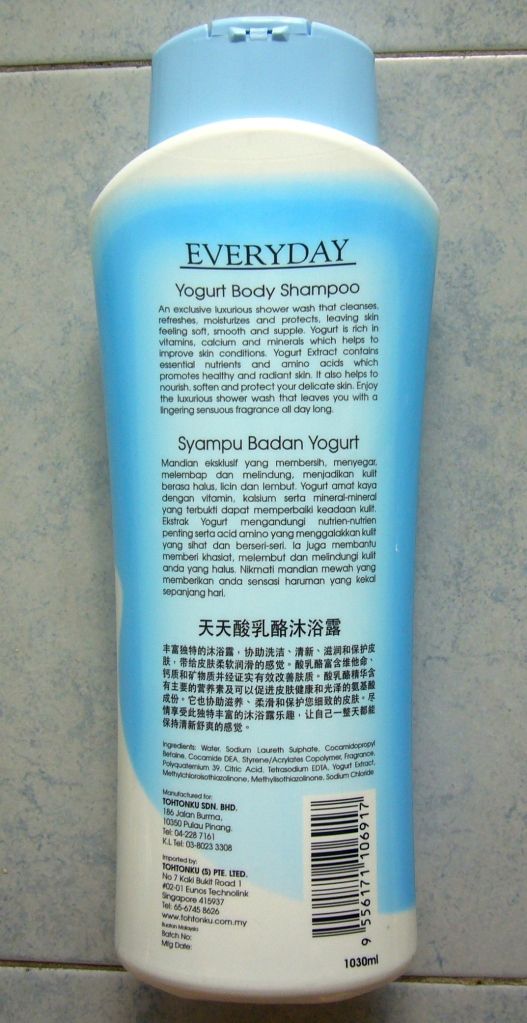 EVERYDAY
Yogurt Body Shampoo
An exclusive luxurious shower wash that cleanses,
refreshes, moisturizes and protects, leaving skin
feeling soft, smooth and supple. Yogurt is rich in
vitamins, calcium and minerals which helps to
improve skin conditions. Yogurt Extract contains
essential nutrients and amino acids which
promotes healthy and radiant skin. It also helps to
nourish, soften and protect your delicate skin. Enjoy
the luxurious shower wash that leaves you with a
lingering sensuous fragrance all day long.
Syampu Badan Yogurt
Mandian eksklusif yang membersih, menyegar,
melembap dan melindung, menjadikan kulit
berasa halus, licin dan lembut. Yogurt amat kaya
dengan vitamin, kalsium serta mineral-mineral
yang terbukti dapat memperbaiki keadaan kulit.
Ekstrak Yogurt mengandungi nutrien-nutrien
penting serta acid amino yang menggalakkan kulit
yang sihat dan berseri-seri. Ia juga membantu
memberi khasiat, melembut dan melindungi kulit
anda yang halus. Nikmati mandian mewah yang
memberikan anda sensasi haruman yang kekal
sepanjang hari.
天天酸乳酪沐浴露
丰富独特的沐浴露，协助洗洁、清新、滋润和保护皮
肤，带给皮肤柔软润滑的感觉。酸乳酪富含维他命、
钙质和矿物质并经证实有效改善肤质。酸乳酪精华含
有主要的营养素及可以促进皮肤健康和光泽的氨基酸
成份。它也协助滋养、柔滑和保护您细致的皮肤。尽
情享受此独特丰富的沐浴露乐趣，让自己一整天都能
保持清新舒爽的感觉。
Ingredients: Water, Sodium Laureth Sulphate, Cocamidopropyl
Betaine, Cocamide DEA, Styrene/Acrylates Copolymer, Fragrance,
Polyquaternium 39, Citric Acid, Tetrasodium EDTA, Yogurt Extract,
Methylchloroisothiazolinone, Methylisothiazolinone, Sodium Chloride
Manufactured for:
TOHTONKU SDN. BHD.
186 Jalan Burma,
10350 Pulau Pinang.
Tel: 04-228 7161
K.L Tel: 03-8023 3308
Imported by:
TOHTONKU (S) PTE. LTED.
No 7 Kaki Bukit Road 1
#02-01 Eunos Technolink
Singapore 415937
Tel: 65-6745 8626
www.tohtonku.com.my
Buatan Malaysia
Batch No:
Mfg Date:
9 556171 106917
1030ml